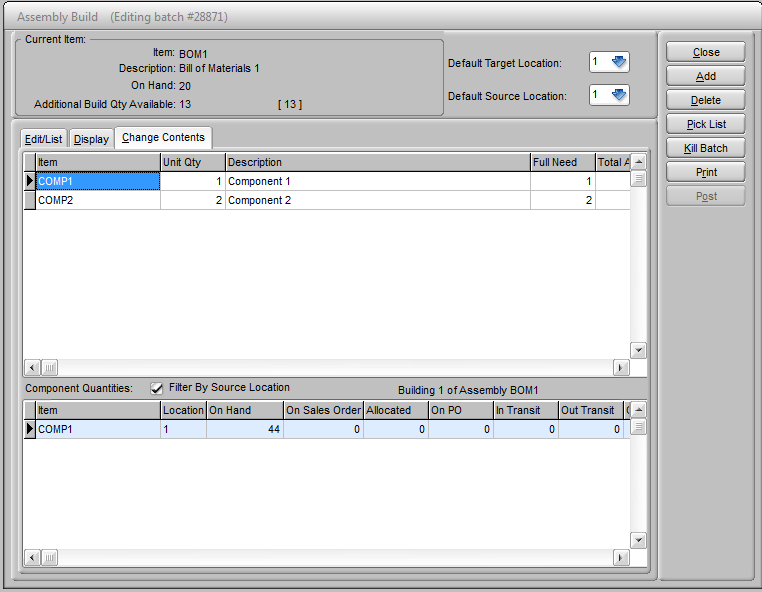 Assembly Build (Editing batch #28871)
Current Item:
Item: BOM1
Description: Bill of Materials 1
On Hand: 20
Additional Build Qty Available: 13 [ 13 ]
Default Target Location: 1
Default Source Location: 1
Close
Add
Delete
Pick List
Kill Batch
Print
Post
Edit/List Display Change Contents
Item Unit Qty Description Full Need Total A
COMP1 1 Component 1 1
COMP2 2 Component 2 2
Component Quantities: Filter By Source Location Building 1 of Assembly BOM1
Item Location On Hand On Sales Order Allocated On PO In Transit Out Transit
COMP1 1 44 0 0 0 0 0